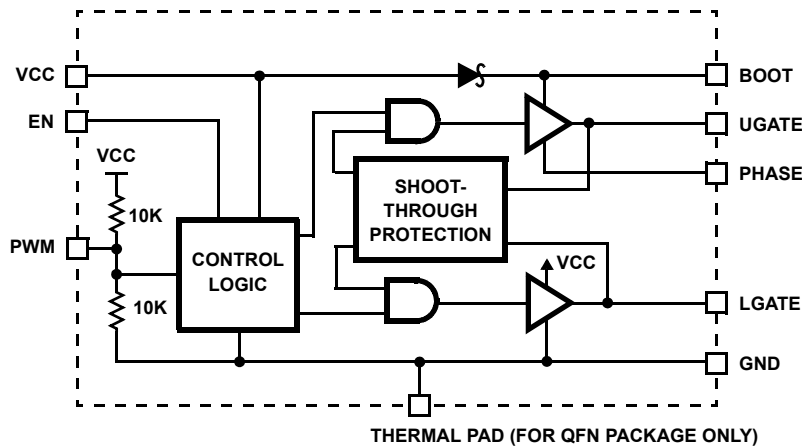 VCC
BOOT
EN
UGATE
VCC
PHASE
SHOOT-
THROUGH
PROTECTION
10K
PWM
CONTROL
LOGIC
VCC
10K
LGATE
GND
THERMAL PAD (FOR QFN PACKAGE ONLY)